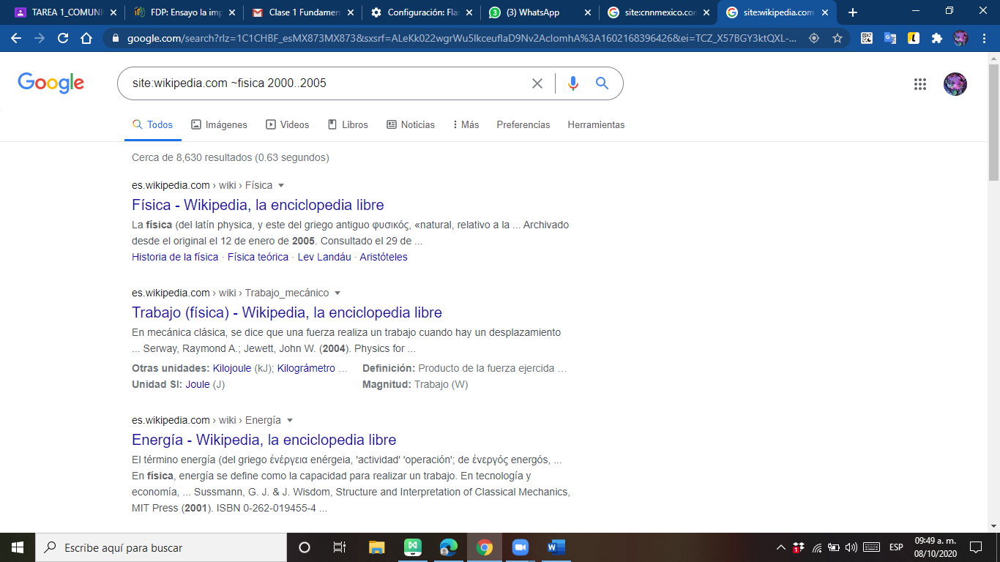 TAREA 1_COMUNI
FDP: Ensayo la imp
Clase 1 Fundamen
Configuración: Fla
(3) WhatsApp
site:cnnmexico.con
site:wikipedia.com
google.com/search?rlz=1C1CHBF_esMX873MX873&sxsrf=ALeKk022wgrWu5lkceuflaD9Nv2AclomhA%3A1602168396426&ei=TCZ_X57BGY3ktQXL-...
Google
site:wikipedia.com ~fisica 2000..2005
Todos
Imágenes
Videos
Libros
Noticias
Más
Preferencias
Herramientas
Cerca de 8,630 resultados (0.63 segundos)
es.wikipedia.com › wiki › Física
Física - Wikipedia, la enciclopedia libre
La física (del latín physica, y este del griego antiguo φυσικός, «natural, relativo a la ... Archivado
desde el original el 12 de enero de 2005. Consultado el 29 de ...
Historia de la física · Física teórica · Lev Landáu · Aristóteles
es.wikipedia.com › wiki › Trabajo_mecánico
Trabajo (física) - Wikipedia, la enciclopedia libre
En mecánica clásica, se dice que una fuerza realiza un trabajo cuando hay un desplazamiento
... Serway, Raymond A.; Jewett, John W. (2004). Physics for ...
Otras unidades: Kilojoule (kJ); Kilográmetro ... Definición: Producto de la fuerza ejercida ...
Unidad SI: Joule (J) Magnitud: Trabajo (W)
es.wikipedia.com › wiki › Energía
Energía - Wikipedia, la enciclopedia libre
El término energía (del griego ἐνέργεια enérgeia, 'actividad' 'operación'; de ἐνεργóς energós, ...
En física, energía se define como la capacidad para realizar un trabajo. En tecnología y
economía, ... Sussmann, G. J. & J. Wisdom, Structure and Interpretation of Classical Mechanics,
MIT Press (2001). ISBN 0-262-019455-4 ...
Escribe aquí para buscar
ESP
09:49 a. m.
08/10/2020